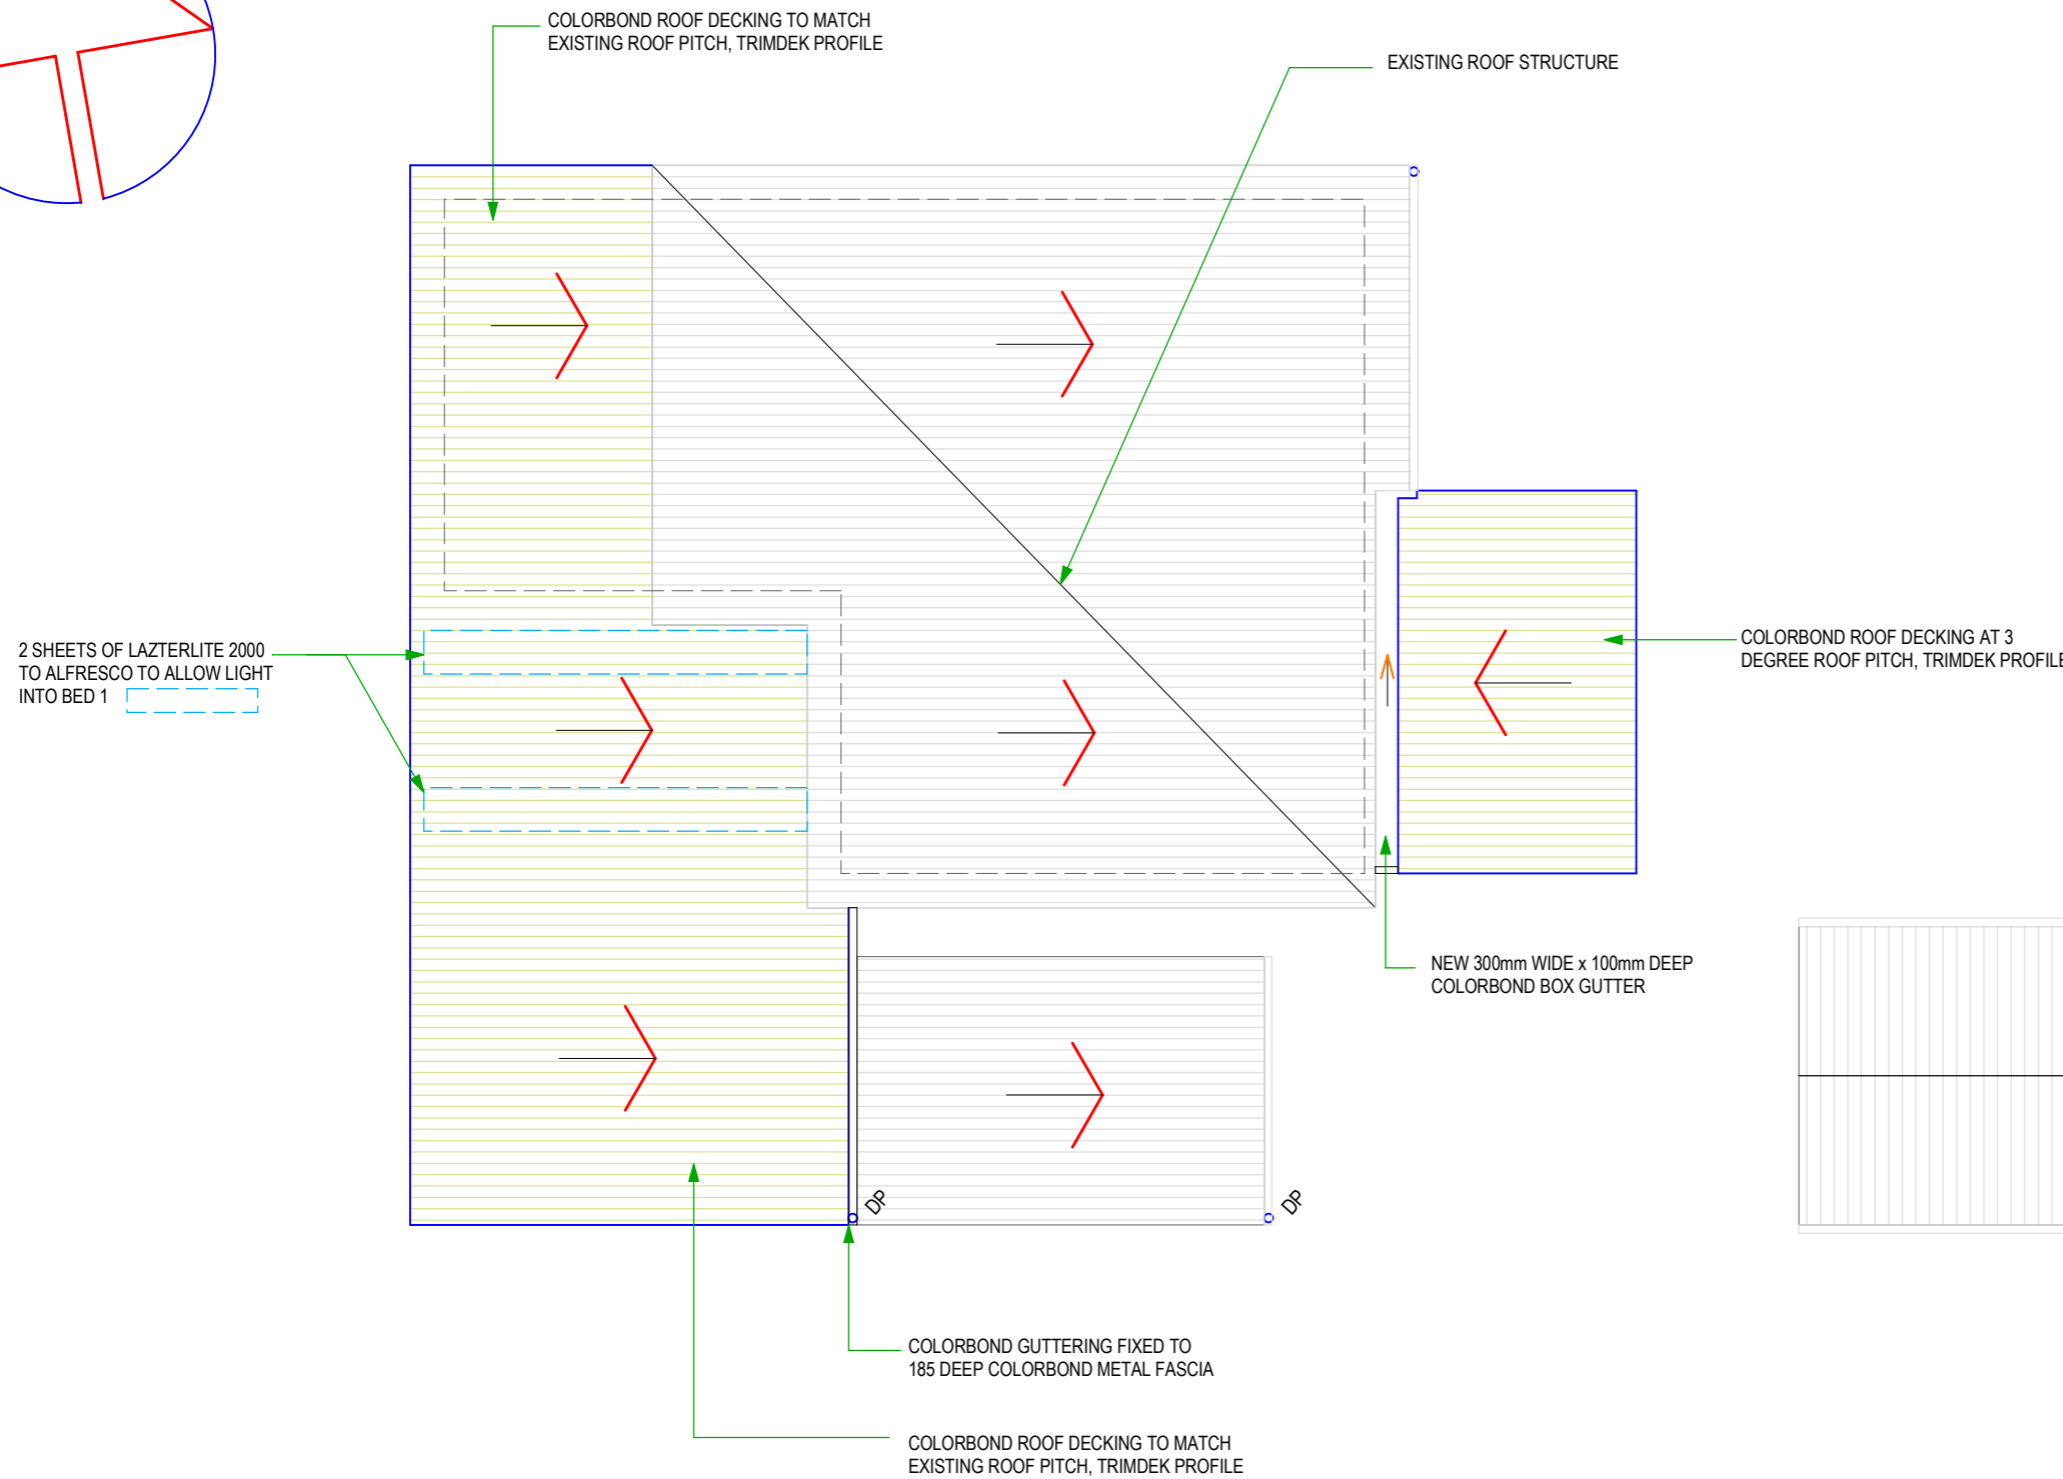 COLORBOND ROOF DECKING TO MATCH
EXISTING ROOF PITCH, TRIMDEK PROFILE
EXISTING ROOF STRUCTURE
2 SHEETS OF LAZTERLITE 2000
TO ALFRESCO TO ALLOW LIGHT
INTO BED 1
COLORBOND ROOF DECKING AT 3
DEGREE ROOF PITCH, TRIMDEK PROFILE
NEW 300mm WIDE x 100mm DEEP
COLORBOND BOX GUTTER
DP
DP
COLORBOND GUTTERING FIXED TO
185 DEEP COLORBOND METAL FASCIA
COLORBOND ROOF DECKING TO MATCH
EXISTING ROOF PITCH, TRIMDEK PROFILE